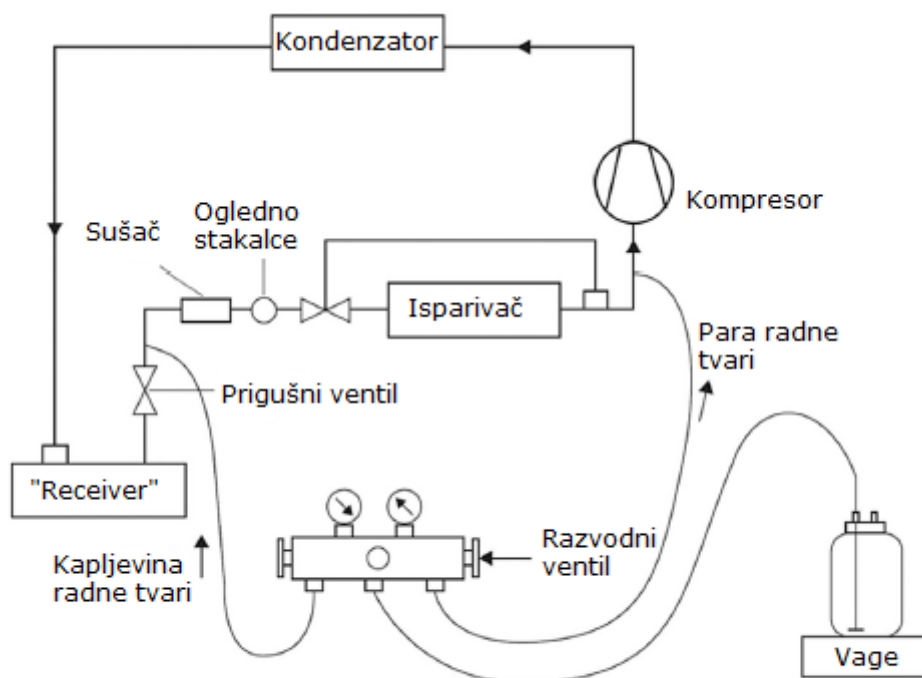 Kondenzator
Kompresor
Ogledno
stakalce
Sušač
Isparivač
Para radne
tvari
Prigušni ventil
"Receiver"
Razvodni
ventil
Kapljevina
radne tvari
Vage